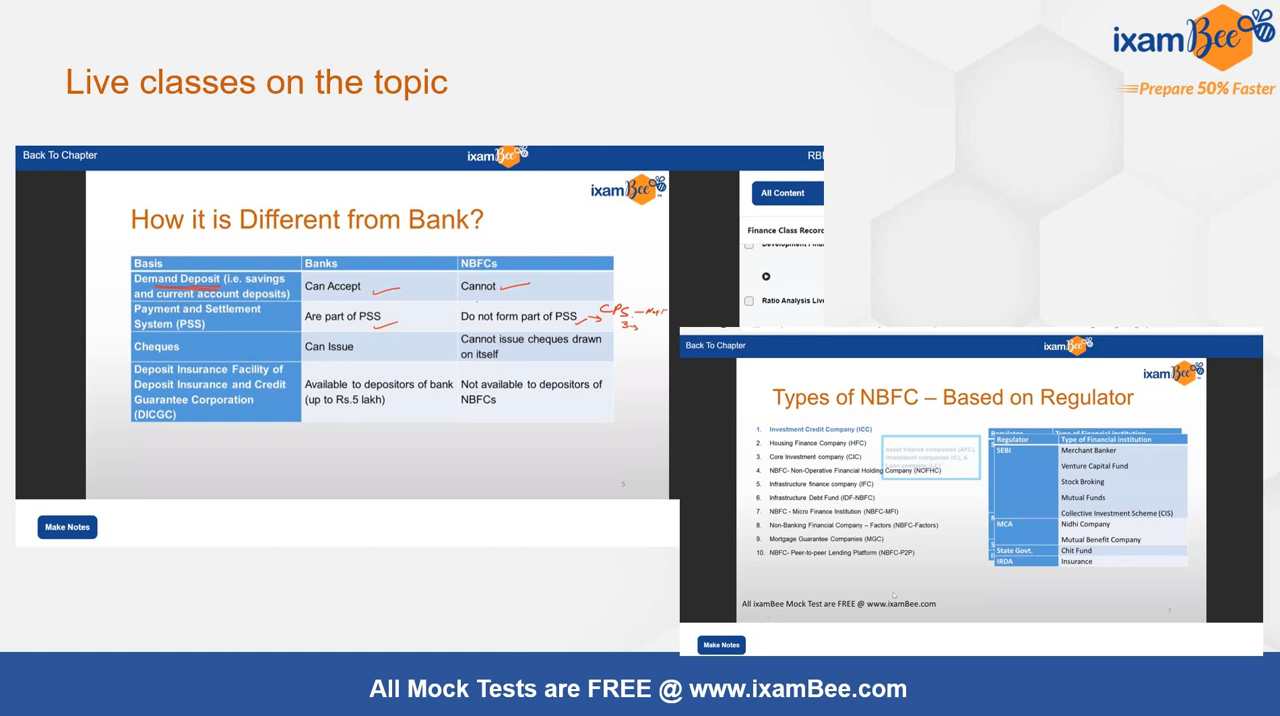 ixamBee
Prepare 50% Faster
Live classes on the topic
Back To Chapter
ixamBee
RBI
ixamBee
All Content
How it is Different from Bank?
Finance Class Record
Basis Banks NBFCs
Demand Deposit (i.e. savings
and current account deposits)
Can Accept
Cannot
Ratio Analysis Live
Payment and Settlement
System (PSS)
Are part of PSS
Do not form part of PSS
CPS
Cheques
Can Issue
Cannot issue cheques drawn
on itself
Deposit Insurance Facility of
Deposit Insurance and Credit
Guarantee Corporation
(DICGC)
Available to depositors of bank
(up to Rs.5 lakh)
Not available to depositors of
NBFCs
5
Make Notes
Back To Chapter
ixamBee
ixamBee
Types of NBFC – Based on Regulator
1. Investment Credit Company (ICC)
2. Housing Finance Company (HFC)
3. Core Investment company (CIC)
4. NBFC- Non-Operative Financial Holding Company (NOFHC)
5. Infrastructure finance company (IFC)
6. Infrastructure Debt Fund (IDF-NBFC)
7. NBFC - Micro Finance Institution (NBFC-MFI)
8. Non-Banking Financial Company – Factors (NBFC-Factors)
9. Mortgage Guarantee Companies (MGC)
10. NBFC- Peer-to-peer Lending Platform (NBFC-P2P)
Asset finance companies (AFC),
Investment companies (IC) &
Regulator Type of Financial institution
SEBI Merchant Banker
Venture Capital Fund
Stock Broking
Mutual Funds
Collective Investment Scheme (CIS)
MCA Nidhi Company
Mutual Benefit Company
State Govt. Chit Fund
IRDA Insurance
All ixamBee Mock Test are FREE @ www.ixamBee.com
7
Make Notes
All Mock Tests are FREE @ www.ixamBee.com